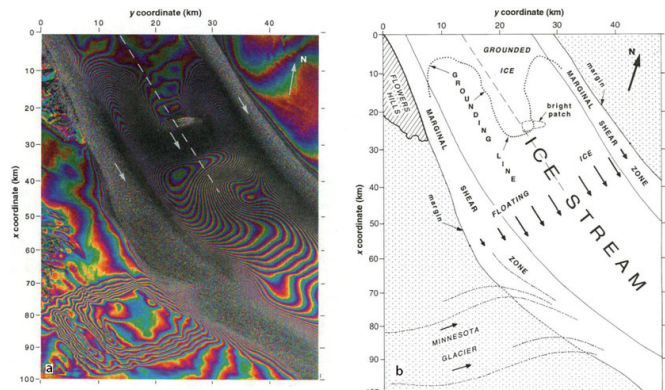 y coordinate (km)
0 10 20 30 40
x coordinate (km)
0
10
20
30
40
50
60
70
80
90
100
N
a
y coordinate (km)
0 10 20 30 40
x coordinate (km)
0
10
20
30
40
50
60
70
80
90
100
GROUNDED
ICE
N
FLOWERS
HILLS
GROUNDING LINE
bright
patch
margin
MARGINAL SHEAR ZONE
MARGINAL SHEAR ZONE
margin
FLOATING ICE
ICE STREAM
MINNESOTA
GLACIER
b